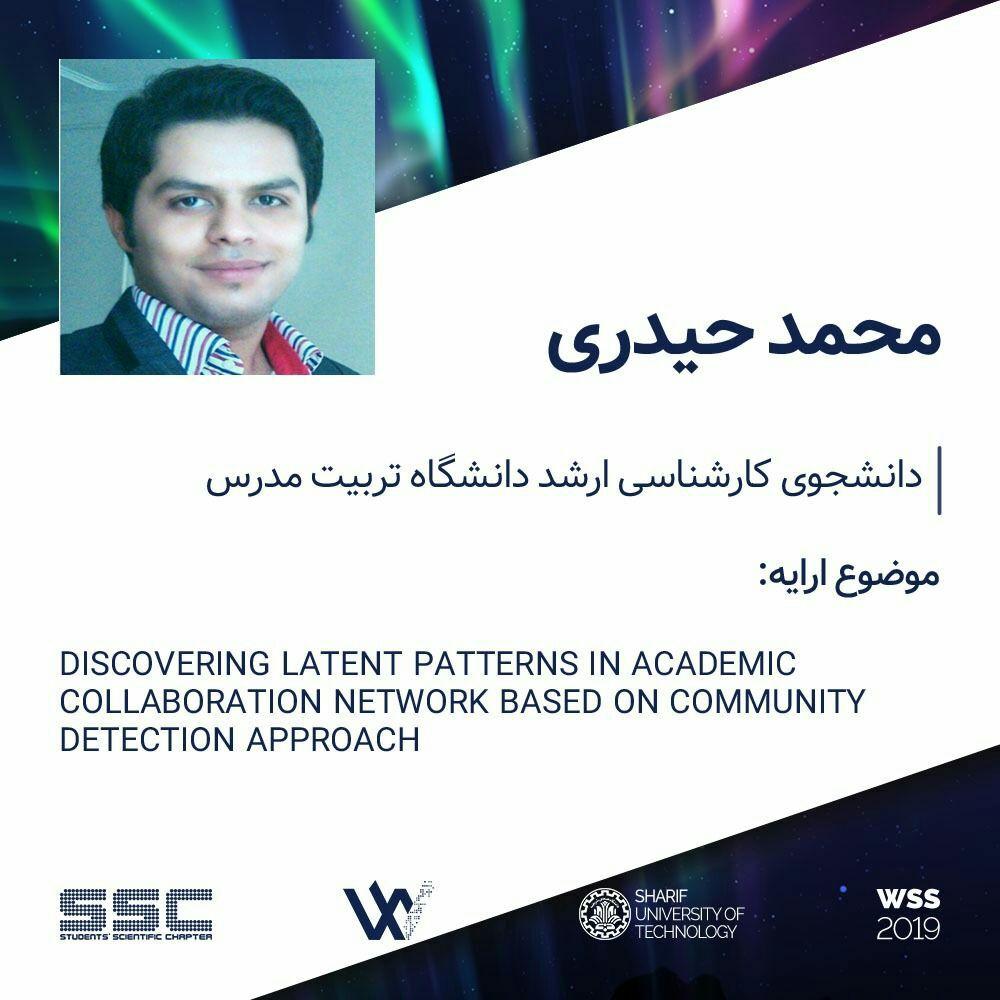 محمد حیدری
دانشجوی کارشناسی ارشد دانشگاه تربیت مدرس
موضوع ارایه:
DISCOVERING LATENT PATTERNS IN ACADEMIC
COLLABORATION NETWORK BASED ON COMMUNITY
DETECTION APPROACH
SSC
STUDENTS' SCIENTIFIC CHAPTER
SHARIF
UNIVERSITY OF
TECHNOLOGY
WSS
2019